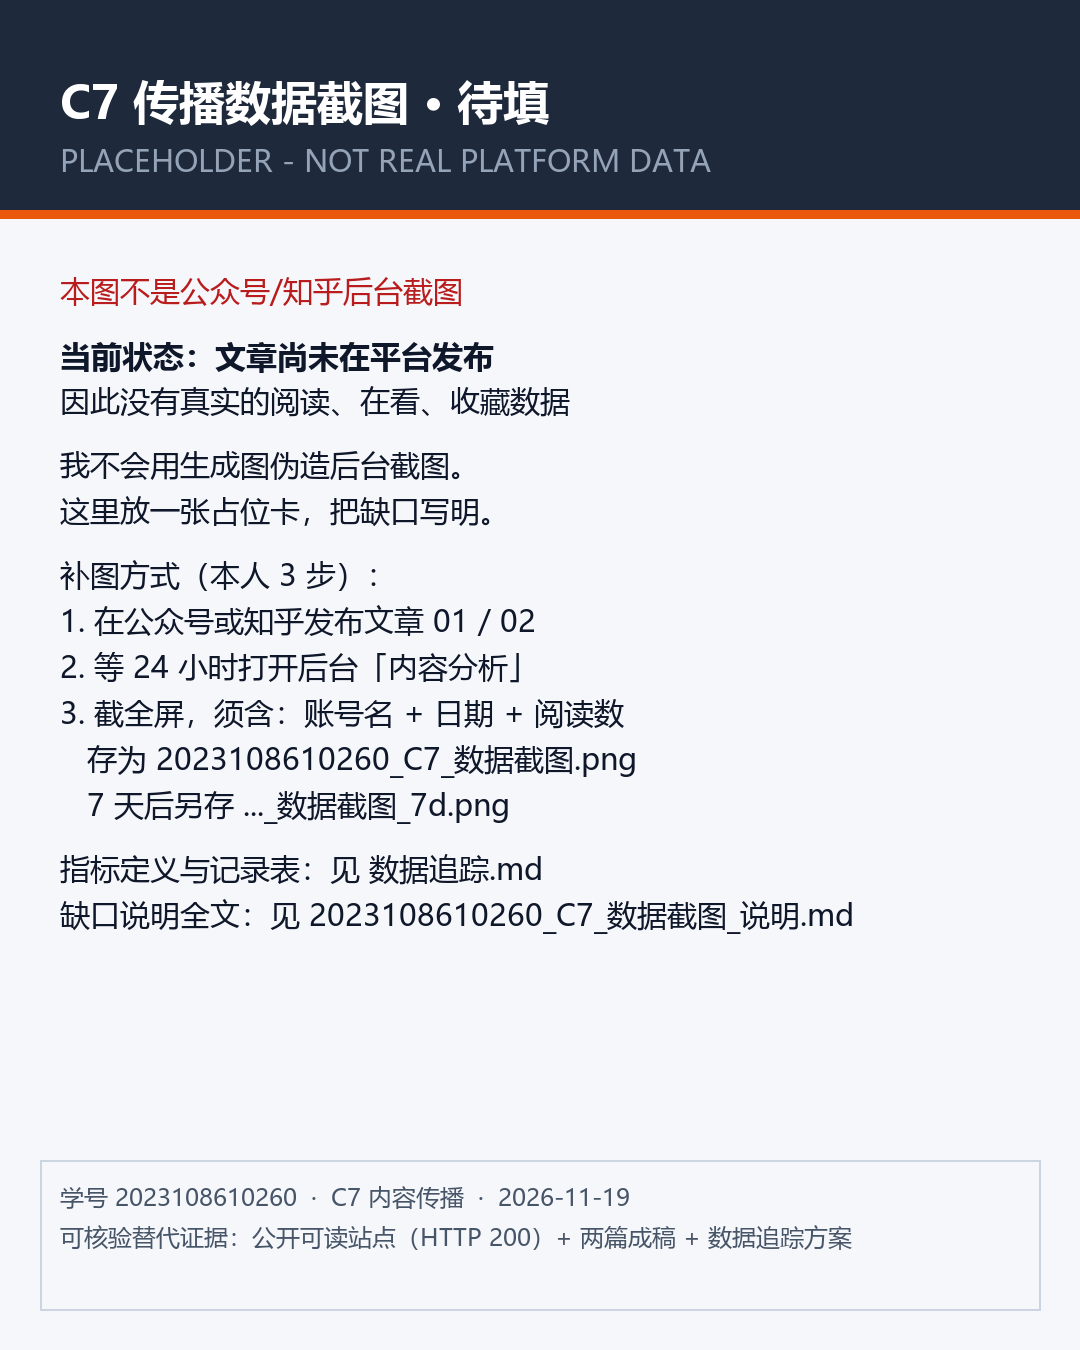 C7 传播数据截图 · 待填
PLACEHOLDER - NOT REAL PLATFORM DATA
本图不是公众号/知乎后台截图
当前状态：文章尚未在平台发布
因此没有真实的阅读、在看、收藏数据
我不会用生成图伪造后台截图。
这里放一张占位卡，把缺口写明。
补图方式（本人 3 步）：
1. 在公众号或知乎发布文章 01 / 02
2. 等 24 小时打开后台「内容分析」
3. 截全屏，须含：账号名 + 日期 + 阅读数
存为 2023108610260_C7_数据截图.png
7 天后另存 ..._数据截图_7d.png
指标定义与记录表：见 数据追踪.md
缺口说明全文：见 2023108610260_C7_数据截图_说明.md
学号 2023108610260 · C7 内容传播 · 2026-11-19
可核验替代证据：公开可读站点（HTTP 200）+ 两篇成稿 + 数据追踪方案